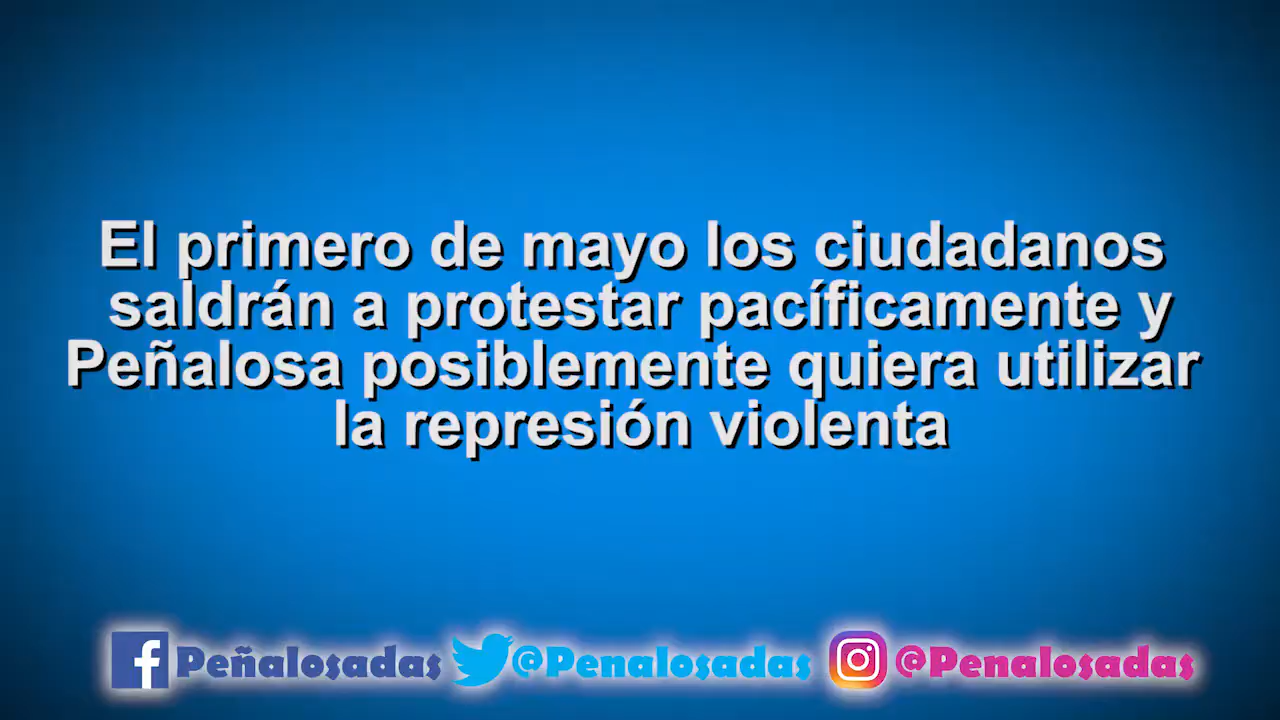 El primero de mayo los ciudadanos
saldrán a protestar pacíficamente y
Peñalosa posiblemente quiera utilizar
la represión violenta
Peñalosadas @Penalosadas @Penalosadas